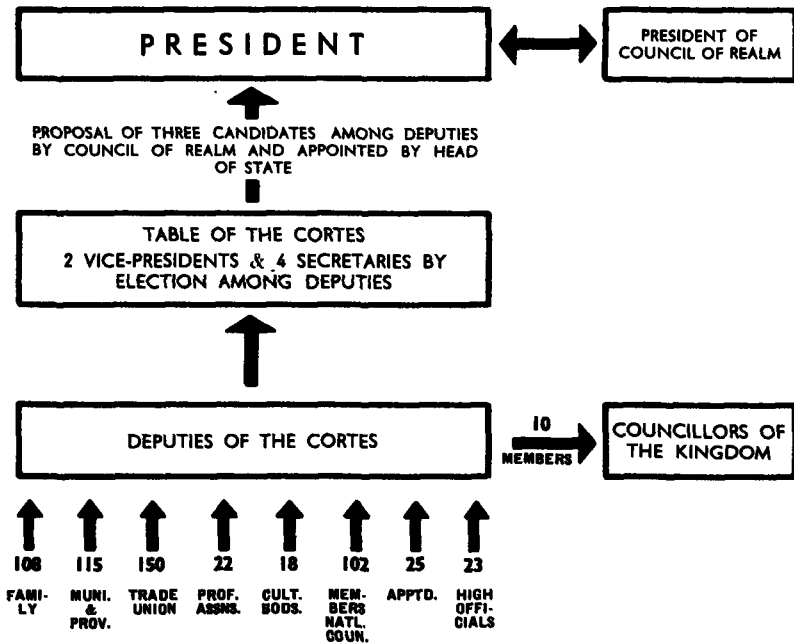 PRESIDENT
PRESIDENT OF
COUNCIL OF REALM
PROPOSAL OF THREE CANDIDATES AMONG DEPUTIES
BY COUNCIL OF REALM AND APPOINTED BY HEAD
OF STATE
TABLE OF THE CORTES
2 VICE-PRESIDENTS & 4 SECRETARIES BY
ELECTION AMONG DEPUTIES
DEPUTIES OF THE CORTES
10
MEMBERS
COUNCILLORS OF
THE KINGDOM
108
FAMI-
LY
115
MUNI.
&
PROV.
150
TRADE
UNION
22
PROF.
ASSNS.
18
CULT.
BODS.
102
MEM-
BERS
NATL.
COUN.
25
APPTD.
23
HIGH
OFFI-
CIALS